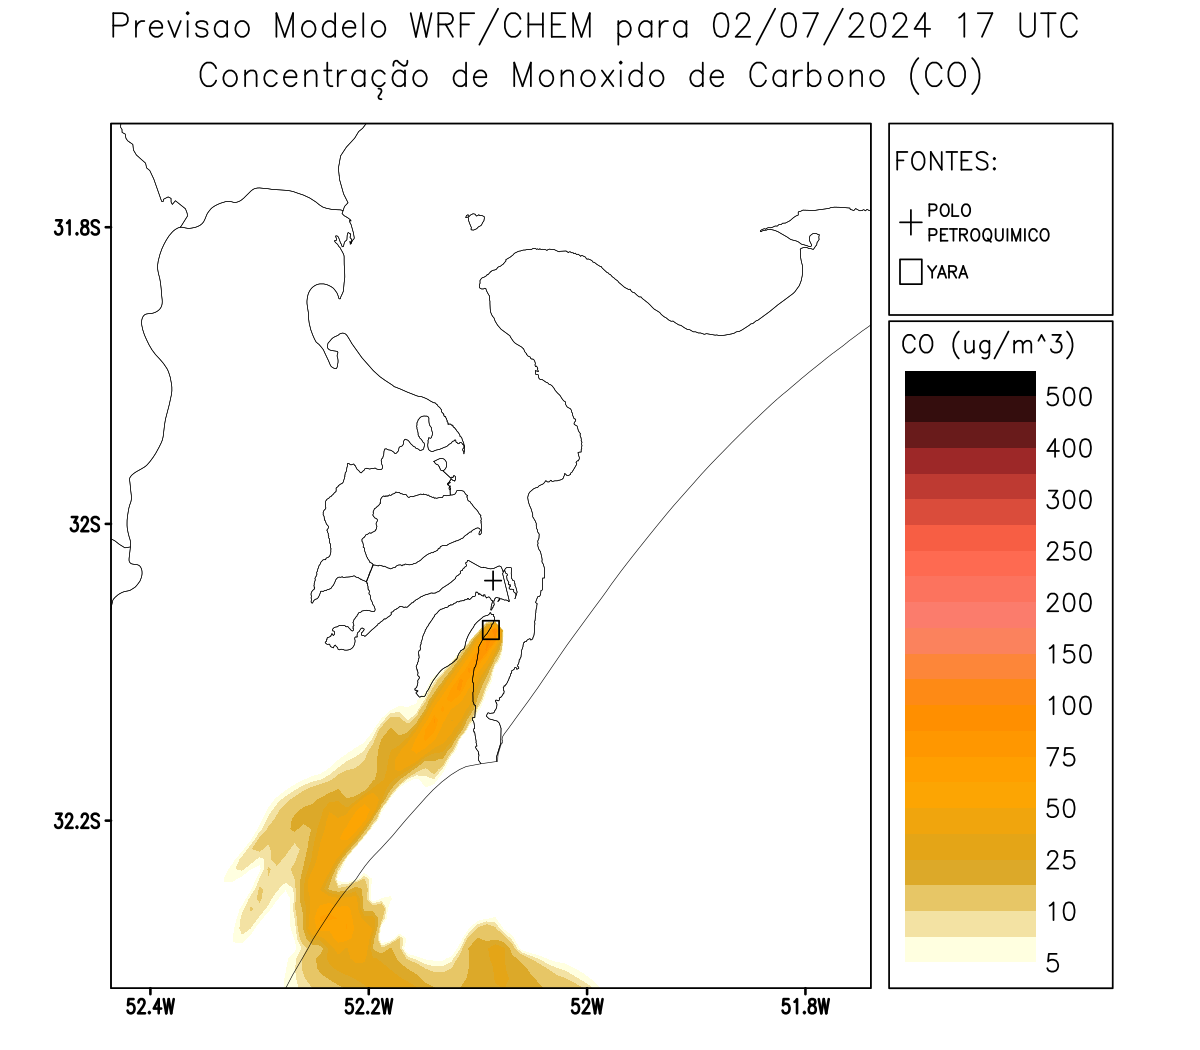 Previsao Modelo WRF/CHEM para 02/07/2024 17 UTC
Concentração de Monoxido de Carbono (CO)
FONTES:
POLO
PETROQUIMICO
YARA
CO (ug/m^3)
500
400
300
250
200
150
100
75
50
25
10
5
31.8S
32S
32.2S
52.4W
52.2W
52W
51.8W